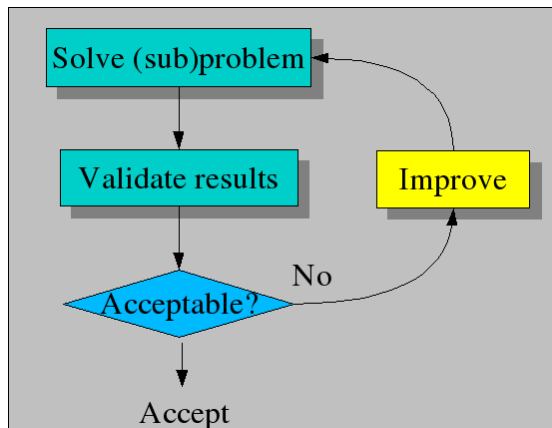 Solve (sub)problem
Validate results
Improve
No
Acceptable?
Accept